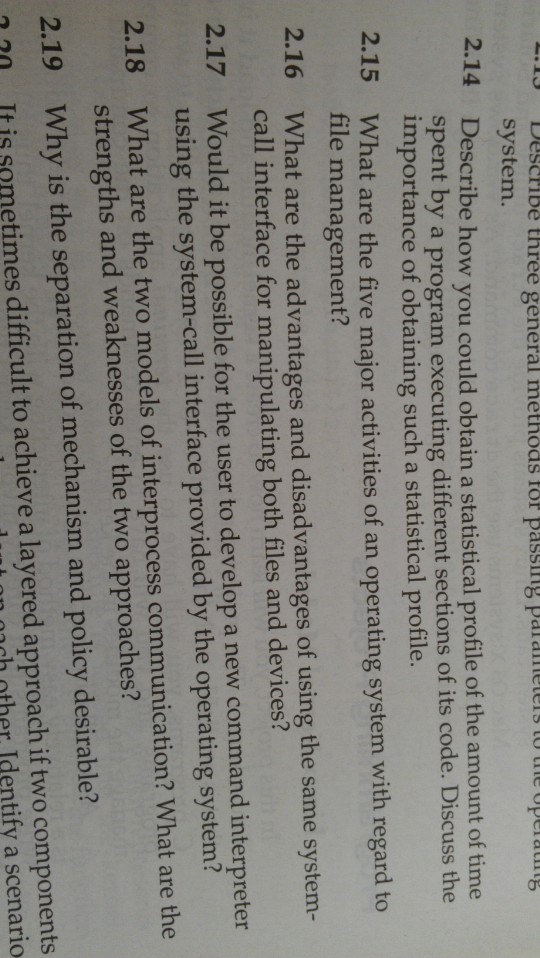 2.13 Describe three general methods for passing parameters to the operating
system.
2.14 Describe how you could obtain a statistical profile of the amount of time
spent by a program executing different sections of its code. Discuss the
importance of obtaining such a statistical profile.
2.15 What are the five major activities of an operating system with regard to
file management?
2.16 What are the advantages and disadvantages of using the same system-
call interface for manipulating both files and devices?
2.17 Would it be possible for the user to develop a new command interpreter
using the system-call interface provided by the operating system?
2.18 What are the two models of interprocess communication? What are the
strengths and weaknesses of the two approaches?
2.19 Why is the separation of mechanism and policy desirable?
2.20 It is sometimes difficult to achieve a layered approach if two components
on each other. Identify a scenario